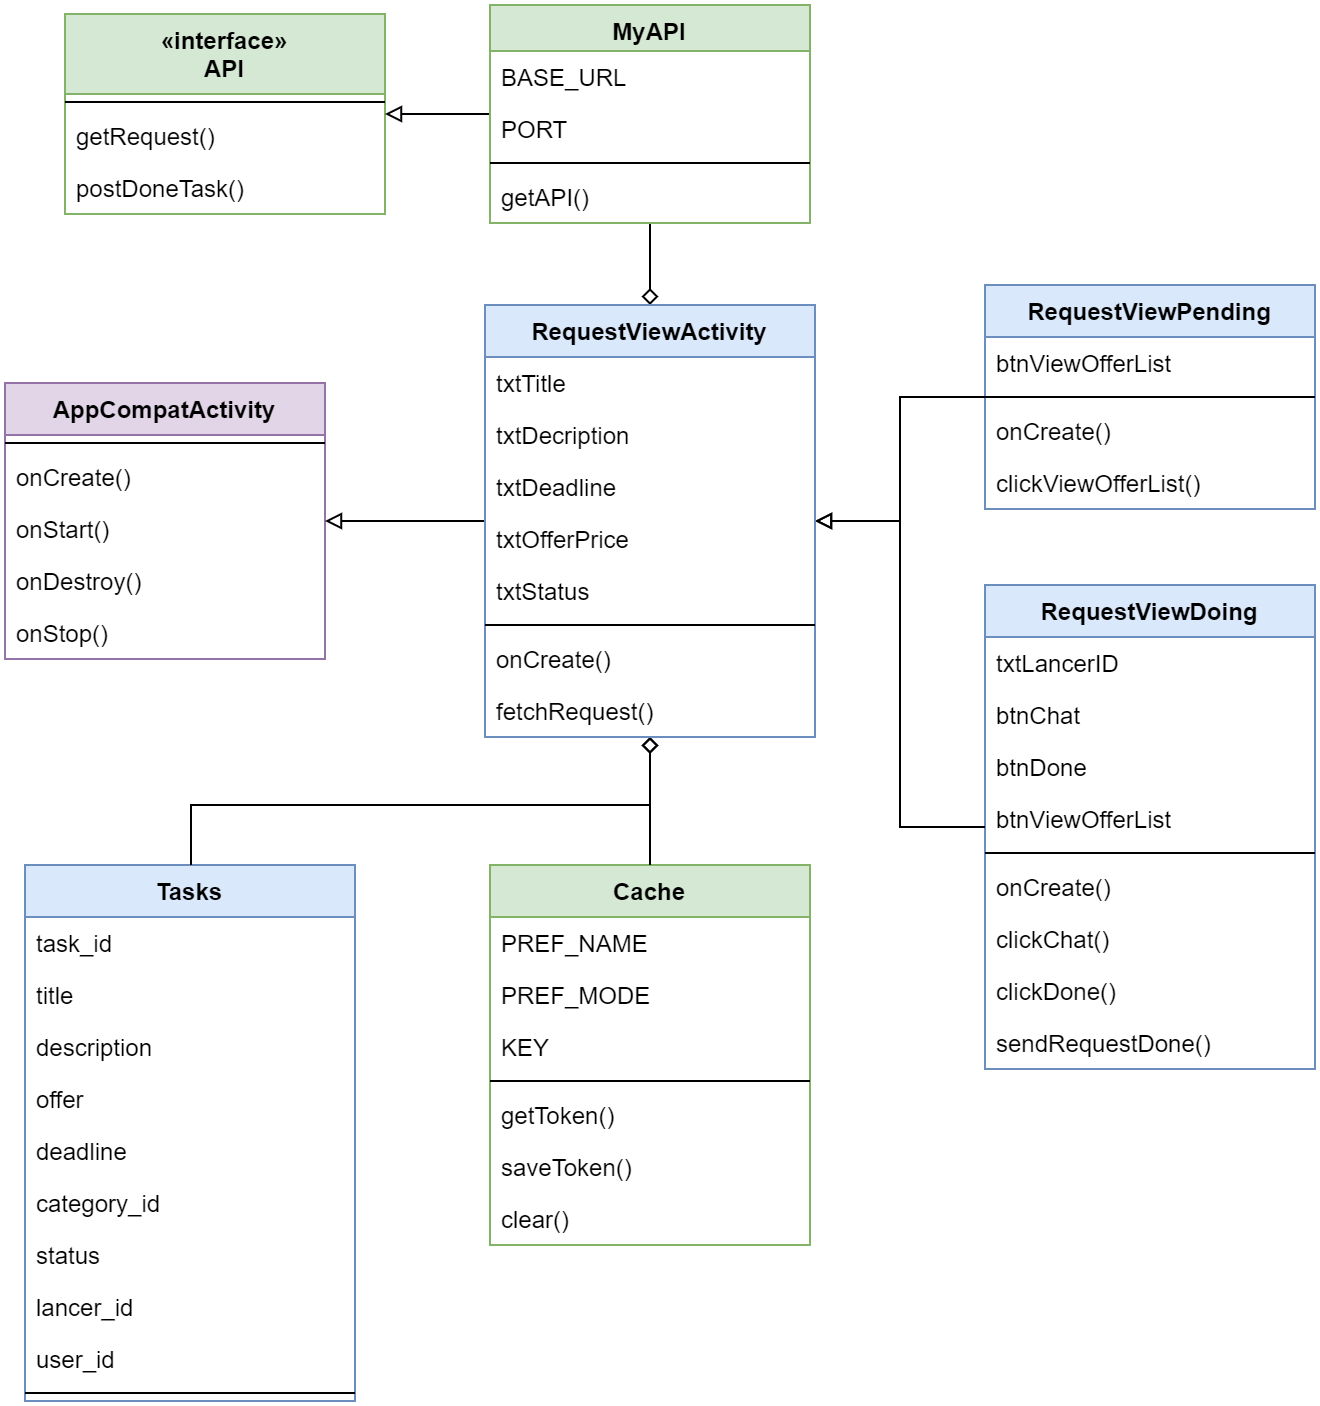 «interface»
API
getRequest()
postDoneTask()
MyAPI
BASE_URL
PORT
getAPI()
RequestViewActivity
txtTitle
txtDecription
txtDeadline
txtOfferPrice
txtStatus
onCreate()
fetchRequest()
RequestViewPending
btnViewOfferList
onCreate()
clickViewOfferList()
AppCompatActivity
onCreate()
onStart()
onDestroy()
onStop()
RequestViewDoing
txtLancerID
btnChat
btnDone
btnViewOfferList
onCreate()
clickChat()
clickDone()
sendRequestDone()
Tasks
task_id
title
description
offer
deadline
category_id
status
lancer_id
user_id
Cache
PREF_NAME
PREF_MODE
KEY
getToken()
saveToken()
clear()